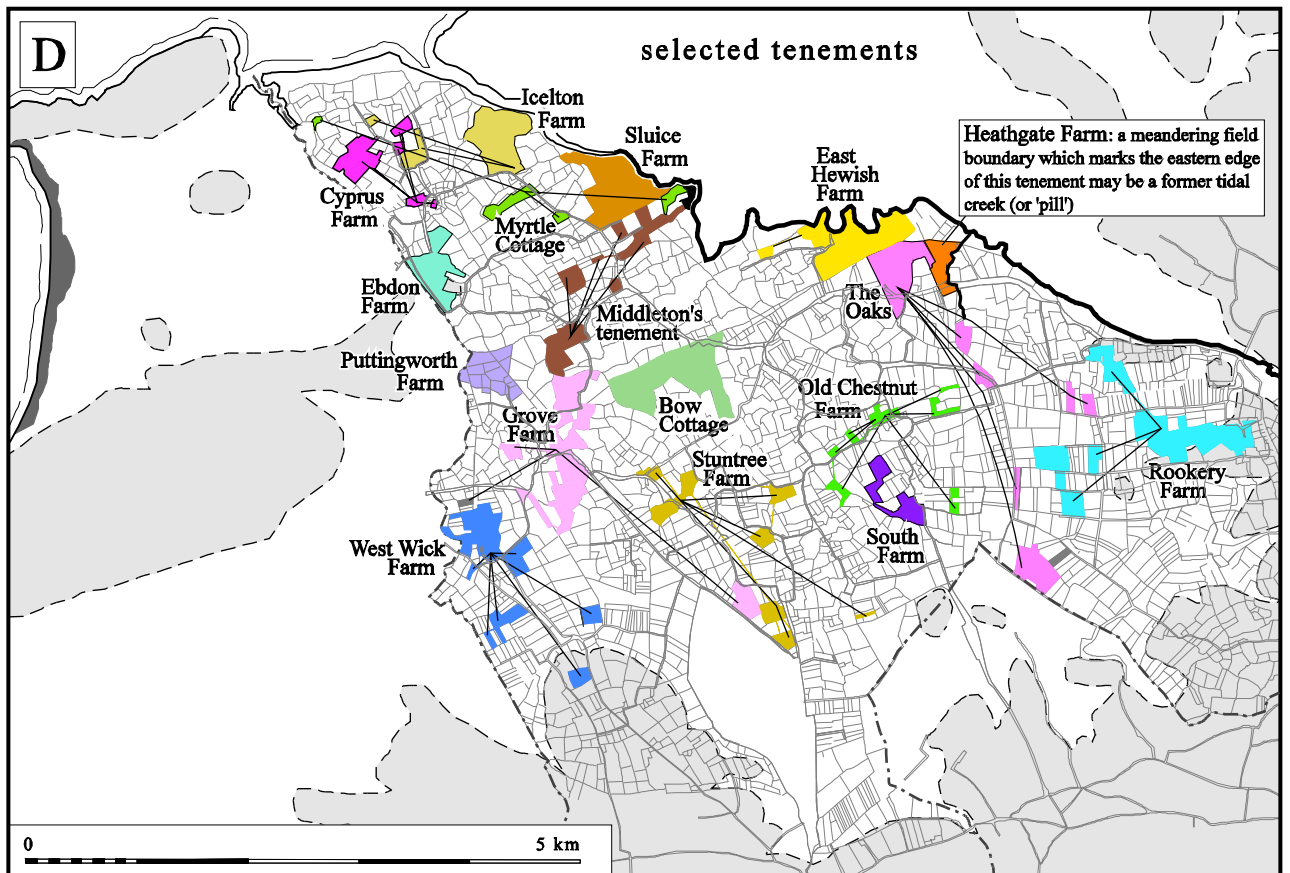 D
selected tenements
Icelton
Farm
Sluice
Farm
East
Hewish
Farm
Heathgate Farm: a meandering field
boundary which marks the eastern edge
of this tenement may be a former tidal
creek (or 'pill')
Cyprus
Farm
Myrtle
Cottage
Ebdon
Farm
The
Oaks
Middleton's
tenement
Puttingworth
Farm
Old Chestnut
Farm
Grove
Farm
Bow
Cottage
Stuntree
Farm
Rookery
Farm
South
Farm
West Wick
Farm
0 5 km